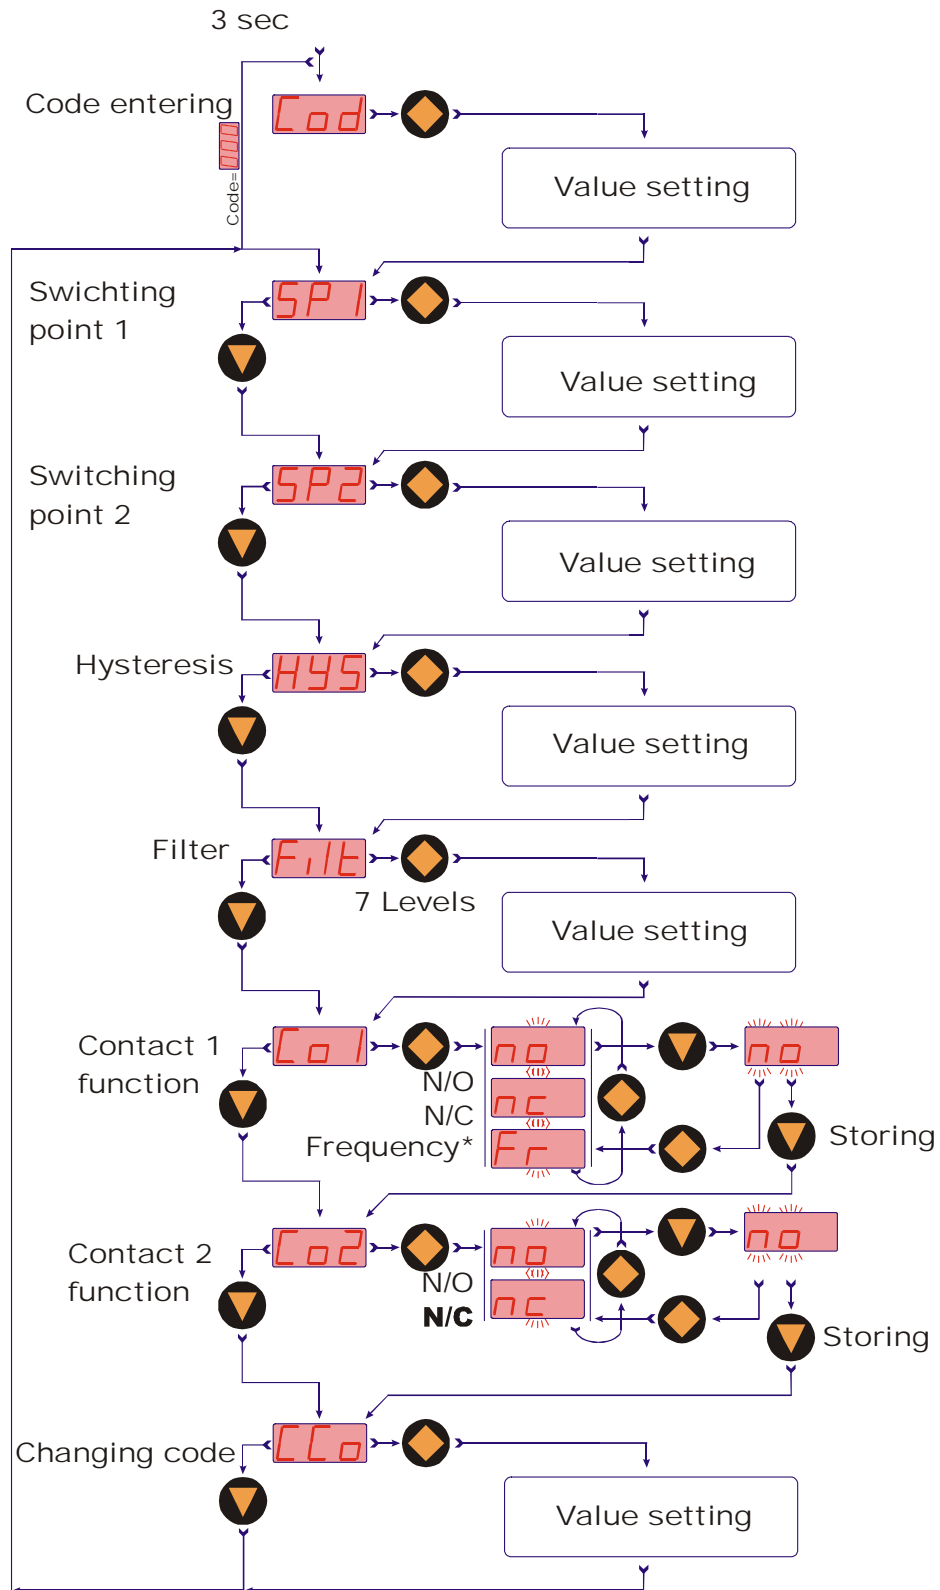 3 sec
Code entering
Cod
Code=
Value setting
Swichting
point 1
SP1
Value setting
Switching
point 2
SP2
Value setting
Hysteresis
HYS
Value setting
Filter
Filt
7 Levels
Value setting
Contact 1
function
Co1
no
N/O
nc
N/C
Fr
Frequency*
no
Storing
Contact 2
function
Co2
no
N/O
nc
N/C
no
Storing
Changing code
CCo
Value setting